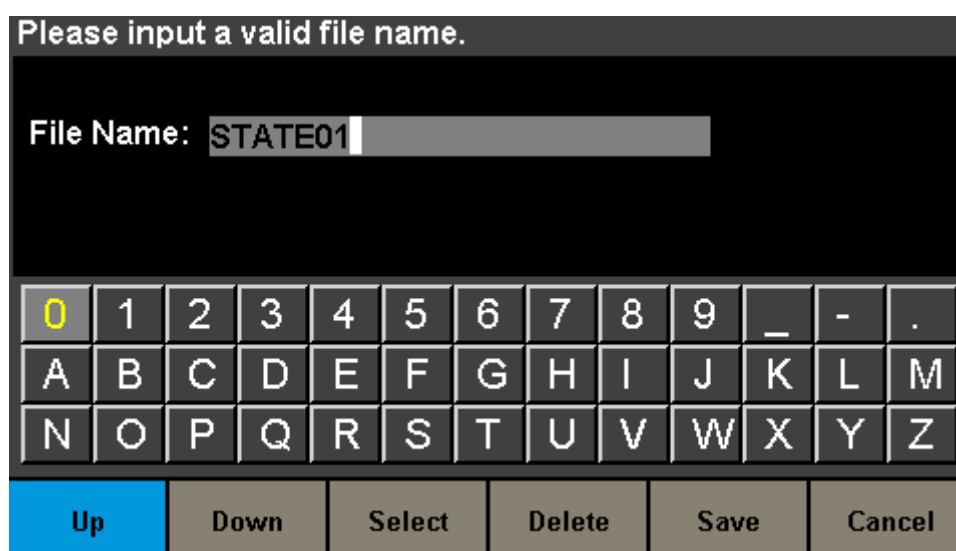 Please input a valid file name.
File Name: STATE01
0 1 2 3 4 5 6 7 8 9 _ - .
A B C D E F G H I J K L M
N O P Q R S T U V W X Y Z
Up Down Select Delete Save Cancel